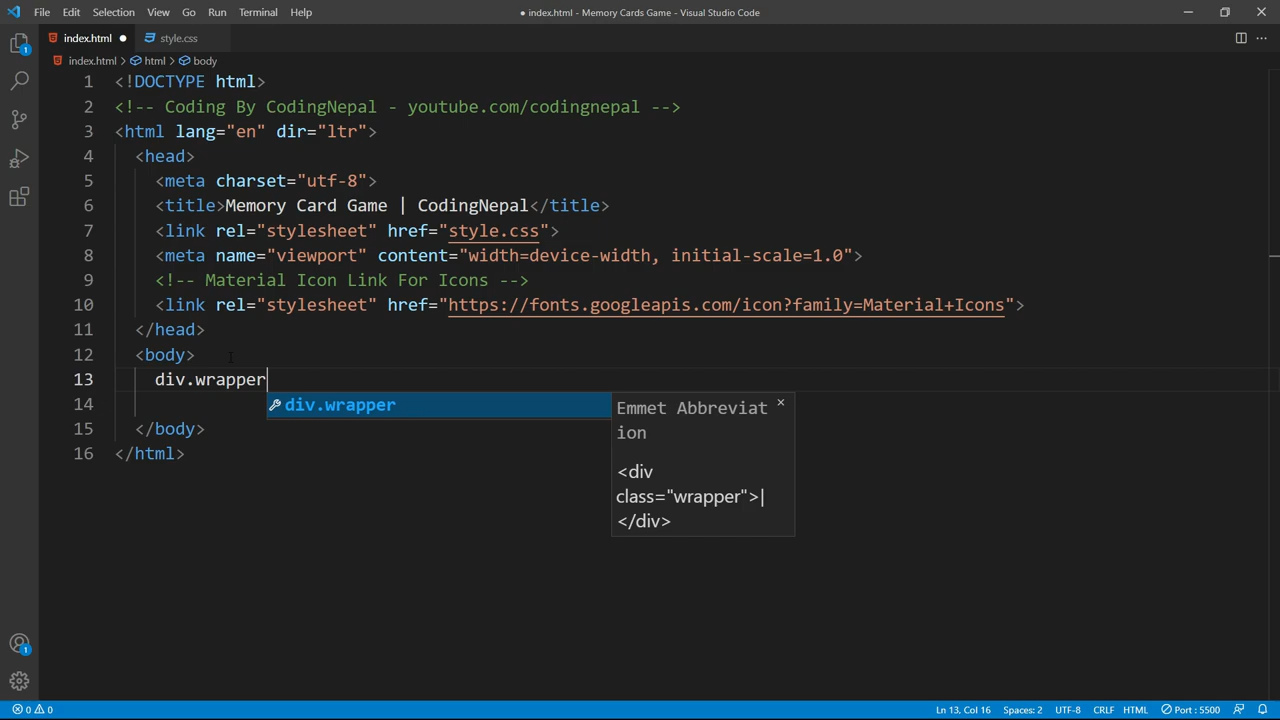 File Edit Selection View Go Run Terminal Help ● index.html - Memory Cards Game - Visual Studio Code
index.html ● style.css
index.html > html > body
1 <!DOCTYPE html>
2 <!-- Coding By CodingNepal - youtube.com/codingnepal -->
3 <html lang="en" dir="ltr">
4 <head>
5 <meta charset="utf-8">
6 <title>Memory Card Game | CodingNepal</title>
7 <link rel="stylesheet" href="style.css">
8 <meta name="viewport" content="width=device-width, initial-scale=1.0">
9 <!-- Material Icon Link For Icons -->
10 <link rel="stylesheet" href="https://fonts.googleapis.com/icon?family=Material+Icons">
11 </head>
12 <body>
13 div.wrapper
14
15 </body>
16 </html>
div.wrapper
Emmet Abbreviat
ion
<div
class="wrapper">|
</div>
1
1
0 0 Ln 13, Col 16 Spaces: 2 UTF-8 CRLF HTML Port : 5500